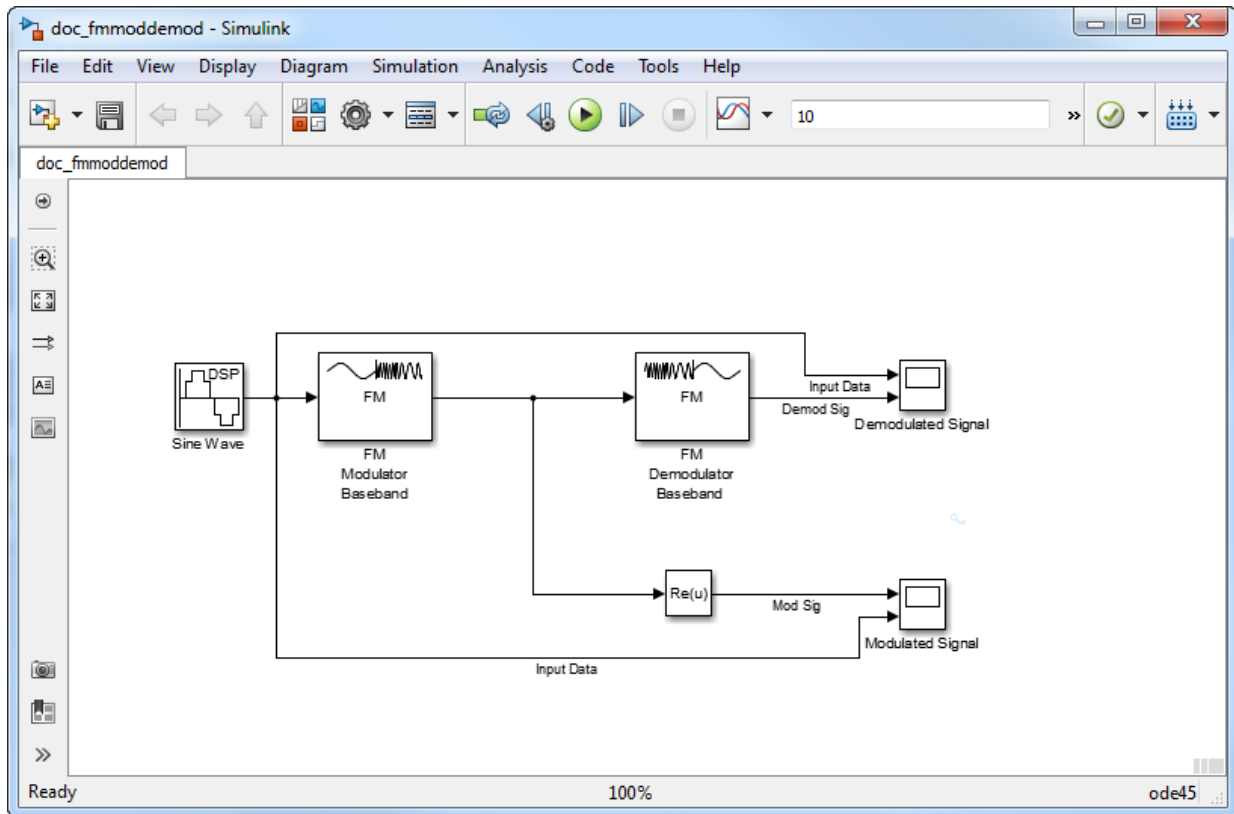 doc_fmmoddemod - Simulink
File Edit View Display Diagram Simulation Analysis Code Tools Help
10
»
doc_fmmoddemod
DSP
Sine Wave
FM
FM
Modulator
Baseband
FM
FM
Demodulator
Baseband
Input Data
Demod Sig
Demodulated Signal
Re(u)
Mod Sig
Modulated Signal
Input Data
A
»
Ready 100% ode45